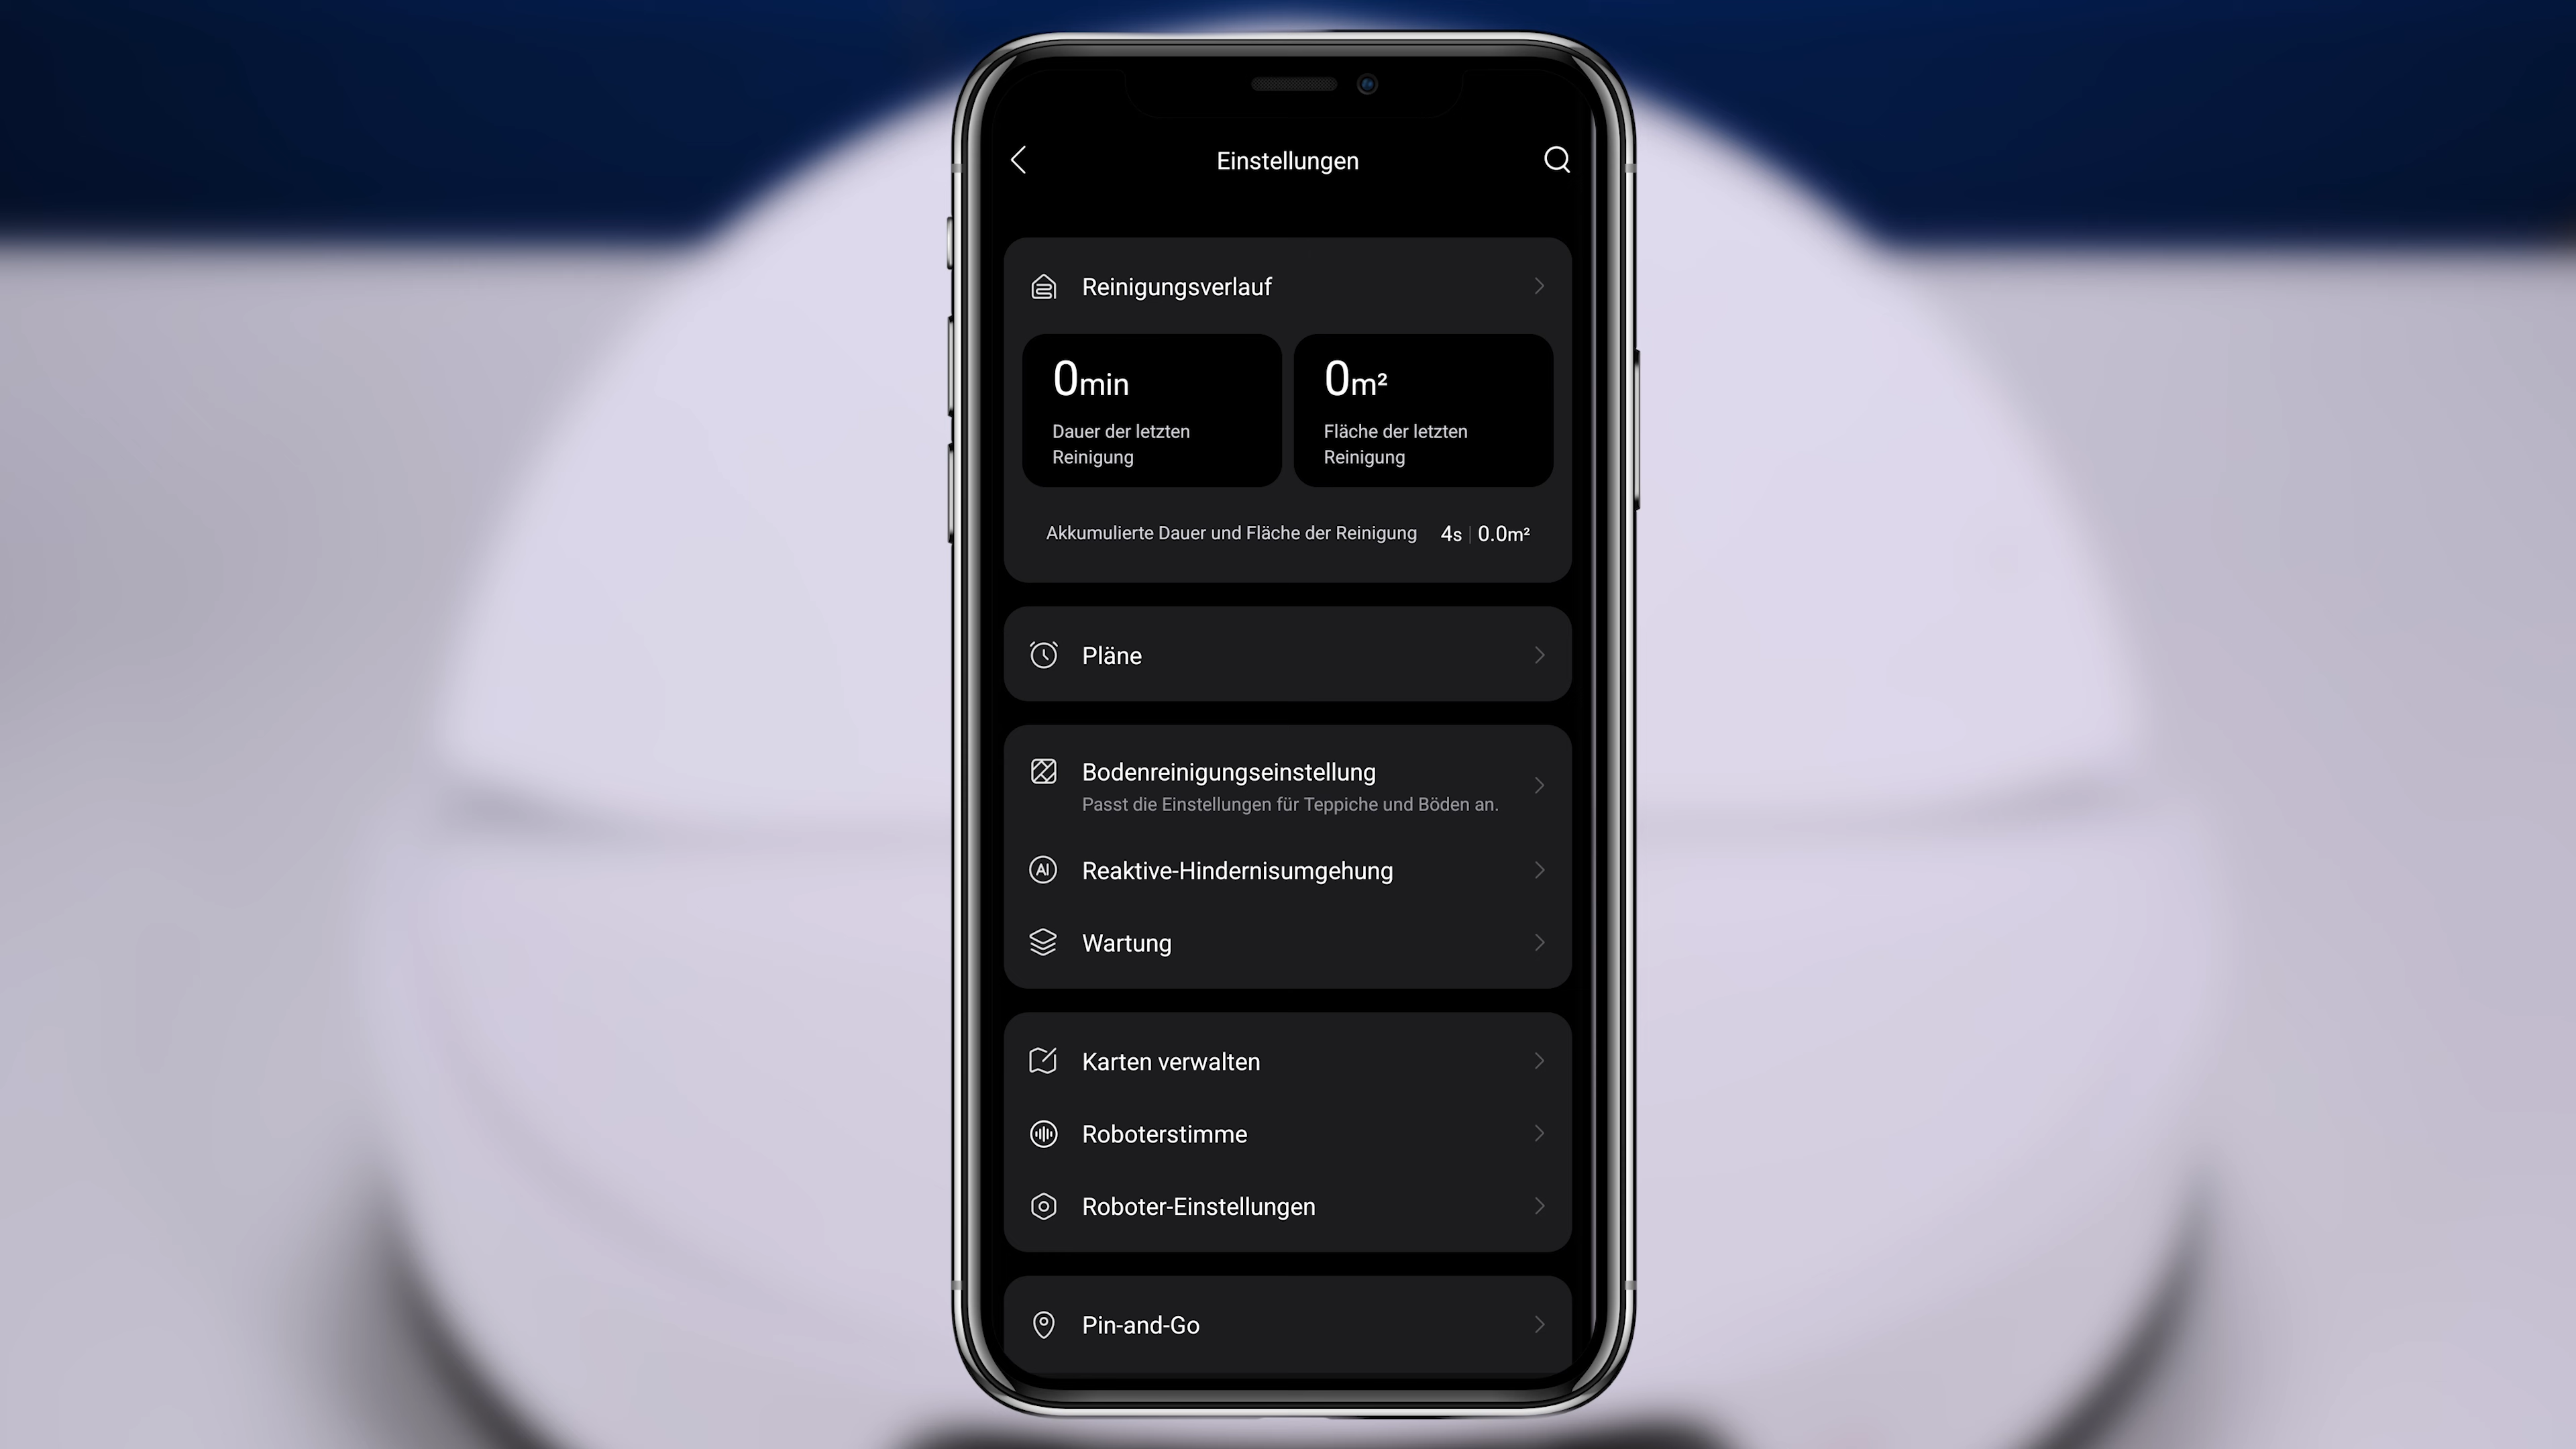 Einstellungen
Reinigungsverlauf
0min
Dauer der letzten
Reinigung
0m²
Fläche der letzten
Reinigung
Akkumulierte Dauer und Fläche der Reinigung 4s | 0.0m²
Pläne
Bodenreinigungseinstellung
Passt die Einstellungen für Teppiche und Böden an.
AI Reaktive-Hindernisumgehung
Wartung
Karten verwalten
Roboterstimme
Roboter-Einstellungen
Pin-and-Go